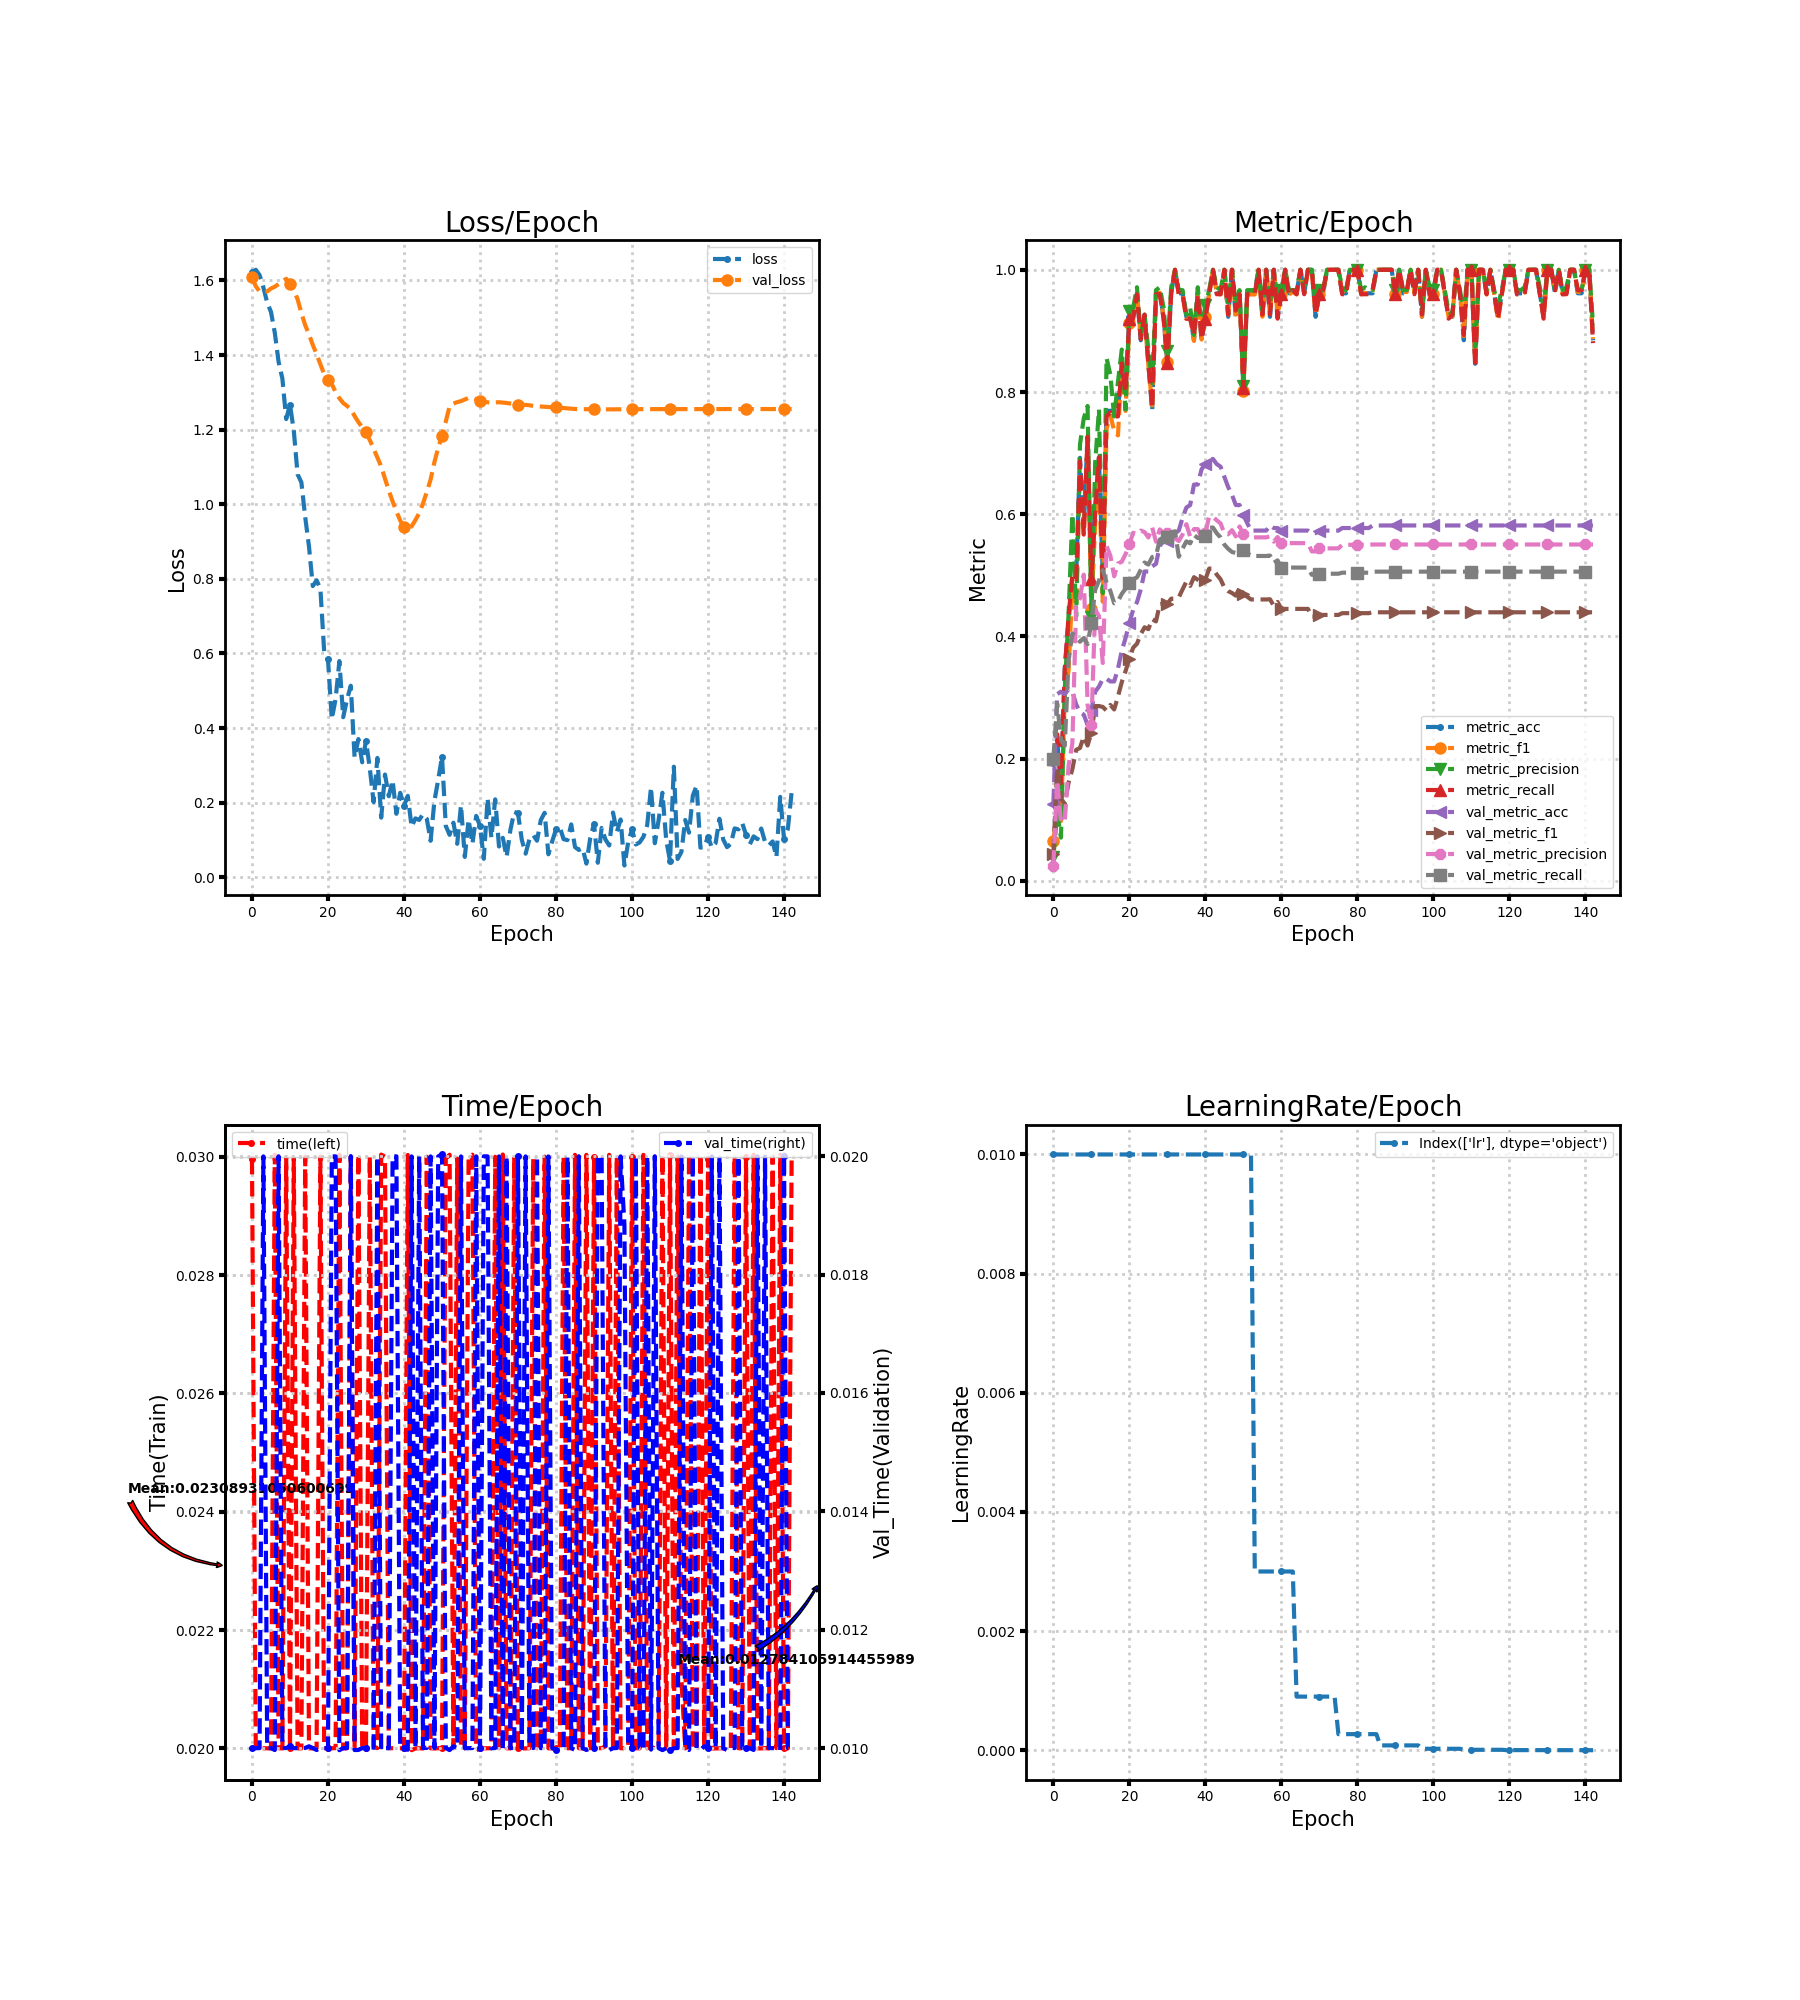 Loss/Epoch
Loss
1.6
1.4
1.2
1.0
0.8
0.6
0.4
0.2
0.0
loss
val_loss
0 20 40 60 80 100 120 140
Epoch
Metric/Epoch
Metric
1.0
0.8
0.6
0.4
0.2
0.0
metric_acc
metric_f1
metric_precision
metric_recall
val_metric_acc
val_metric_f1
val_metric_precision
val_metric_recall
0 20 40 60 80 100 120 140
Epoch
Time/Epoch
Time(Train)
0.030
0.028
0.026
0.024
0.022
0.020
time(left)
val_time(right)
0.020
0.018
0.016
0.014
0.012
0.010
Val_Time(Validation)
Mean:0.012784105914455989
0 20 40 60 80 100 120 140
Epoch
LearningRate/Epoch
LearningRate
0.010
0.008
0.006
0.004
0.002
0.000
Index(['lr'], dtype='object')
0 20 40 60 80 100 120 140
Epoch